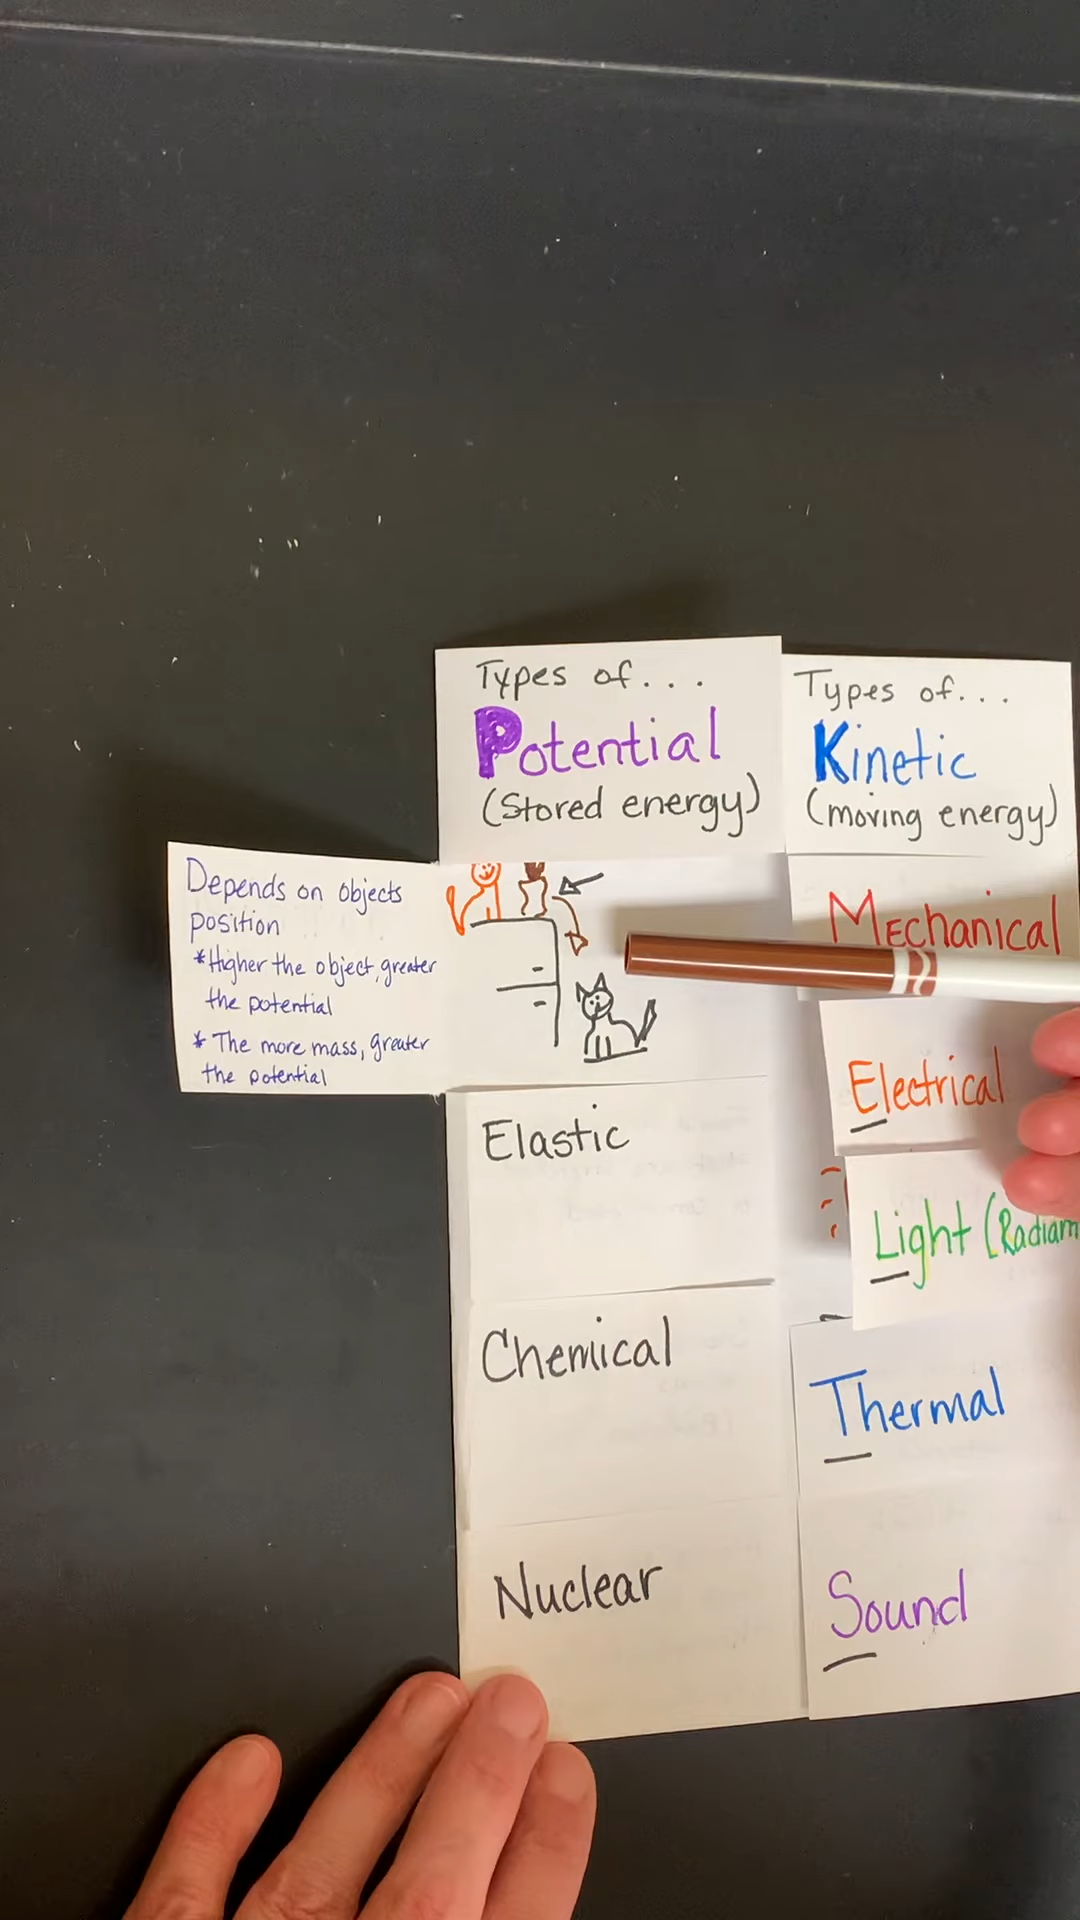 Types of...
Potential
(Stored energy)
Types of...
Kinetic
(moving energy)
Depends on objects
position
*Higher the object, greater
the potential
* The more mass, greater
the potential
Mechanical
Electrical
Light (Radian
Thermal
Sound
Elastic
Chemical
Nuclear